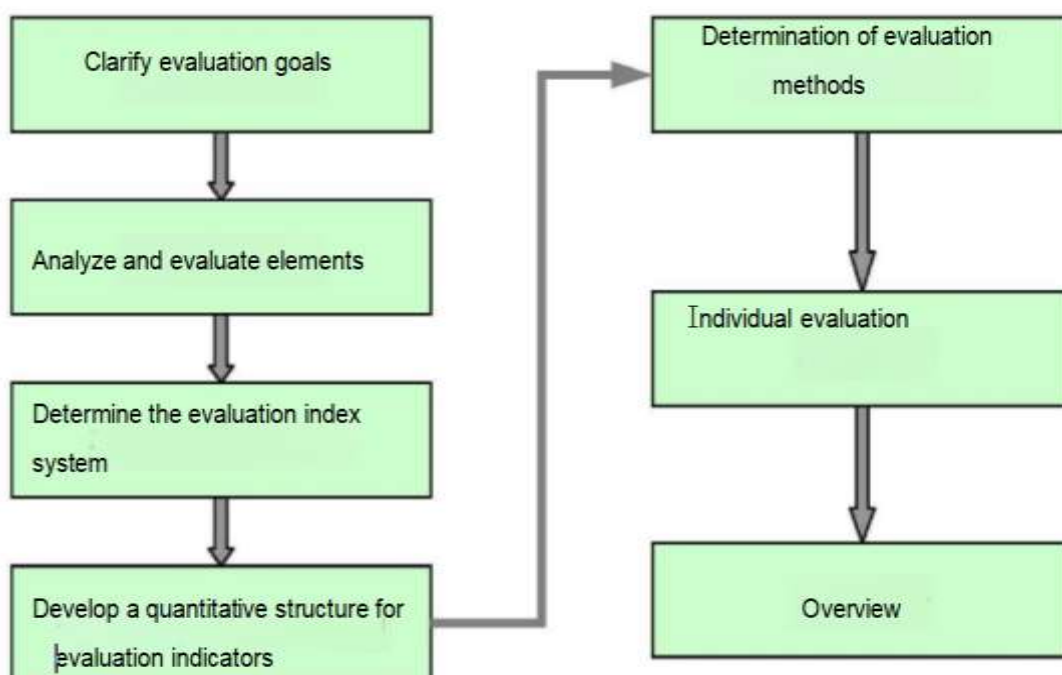 Clarify evaluation goals
Analyze and evaluate elements
Determine the evaluation index
system
Develop a quantitative structure for
evaluation indicators
Determination of evaluation
methods
Individual evaluation
Overview